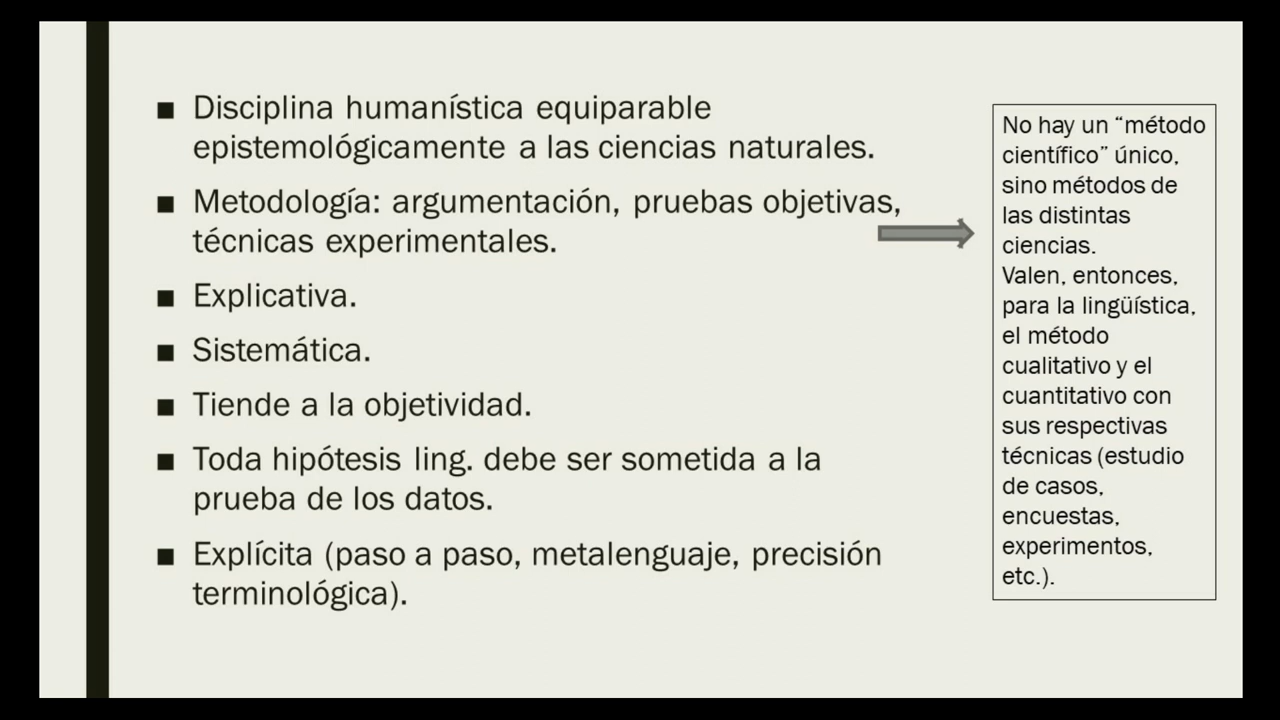 ■ Disciplina humanística equiparable
epistemológicamente a las ciencias naturales.
■ Metodología: argumentación, pruebas objetivas,
técnicas experimentales.
■ Explicativa.
■ Sistemática.
■ Tiende a la objetividad.
■ Toda hipótesis ling. debe ser sometida a la
prueba de los datos.
■ Explícita (paso a paso, metalenguaje, precisión
terminológica).
No hay un “método
científico” único,
sino métodos de
las distintas
ciencias.
Valen, entonces,
para la lingüística,
el método
cualitativo y el
cuantitativo con
sus respectivas
técnicas (estudio
de casos,
encuestas,
experimentos,
etc.).